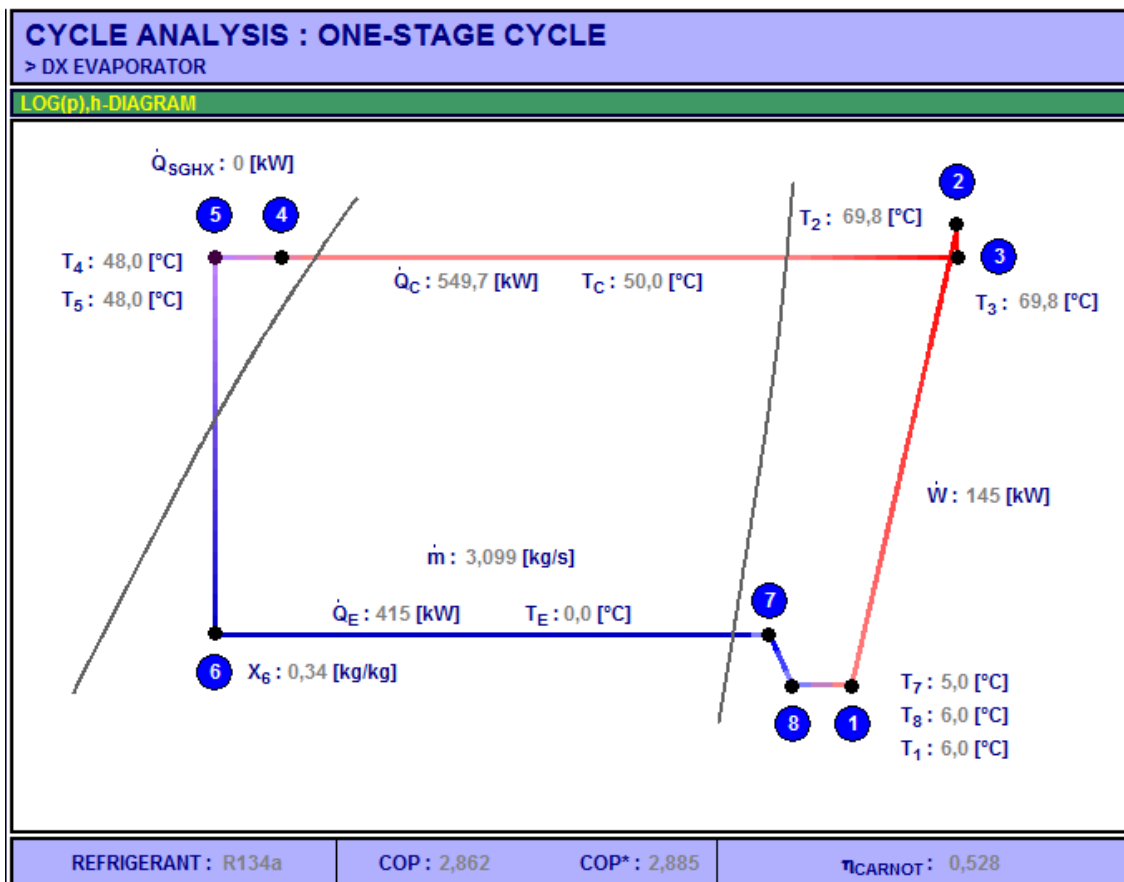 CYCLE ANALYSIS : ONE-STAGE CYCLE
> DX EVAPORATOR
LOG(p),h-DIAGRAM
Q̇SGHX : 0 [kW]
2
5
4
T2 : 69,8 [°C]
3
T4 : 48,0 [°C]
Q̇C : 549,7 [kW]
TC : 50,0 [°C]
T5 : 48,0 [°C]
T3 : 69,8 [°C]
Ẇ : 145 [kW]
ṁ : 3,099 [kg/s]
7
Q̇E : 415 [kW]
TE : 0,0 [°C]
6
X6 : 0,34 [kg/kg]
T7 : 5,0 [°C]
8
1
T8 : 6,0 [°C]
T1 : 6,0 [°C]
REFRIGERANT : R134a
COP : 2,862
COP* : 2,885
ηCARNOT : 0,528